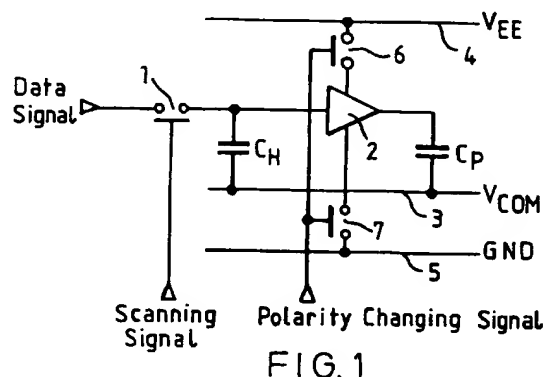 V_EE
4
6
1
Data
Signal
C_H
2
C_P
V_COM
3
7
GND
5
Scanning
Signal
Polarity Changing Signal
FIG. 1